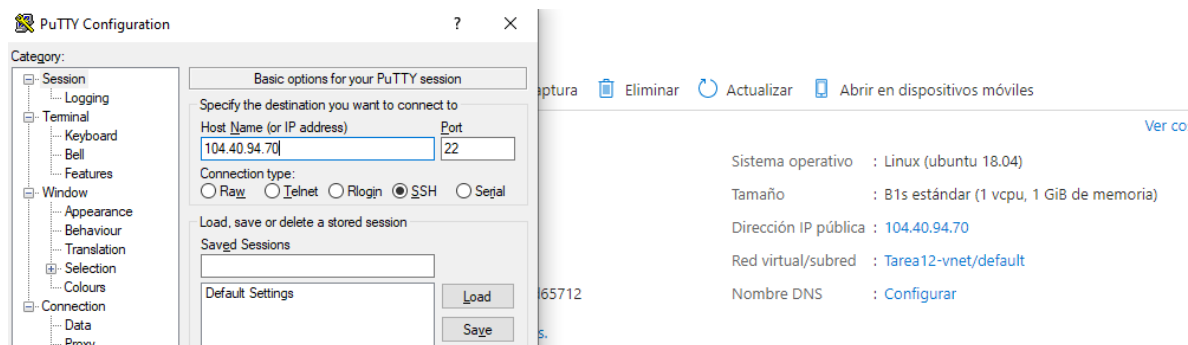 PuTTY Configuration
?
Category:
Session
Logging
Terminal
Keyboard
Bell
Features
Window
Appearance
Behaviour
Translation
Selection
Colours
Connection
Data
Proxy
Basic options for your PuTTY session
Specify the destination you want to connect to
Host Name (or IP address)
Port
104.40.94.70
22
Connection type:
Raw Telnet Rlogin SSH Serial
Load, save or delete a stored session
Saved Sessions
Default Settings
Load
Save
aptura Eliminar Actualizar Abrir en dispositivos móviles
Ver co
Sistema operativo : Linux (ubuntu 18.04)
Tamaño : B1s estándar (1 vcpu, 1 GiB de memoria)
Dirección IP pública : 104.40.94.70
Red virtual/subred : Tarea12-vnet/default
Nombre DNS : Configurar
65712
s.